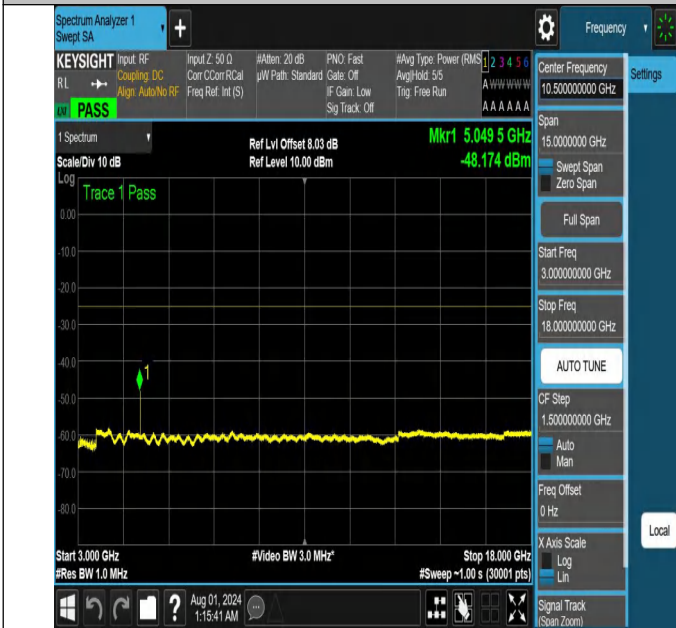 Spectrum Analyzer 1
Swept SA
+
Frequency
KEYSIGHT
RL
PASS
Input: RF
Coupling: DC
Align: Auto/No RF
Input Z: 50 Ω
Corr CCorr RCal
Freq Ref: Int (S)
#Atten: 20 dB
µW Path: Standard
PNO: Fast
Gate: Off
IF Gain: Low
Sig Track: Off
#Avg Type: Power (RMS
Avg|Hold: 5/5
Trig: Free Run
1 2 3 4 5 6
A W W W W W
A A A A A A
1 Spectrum
Scale/Div 10 dB
Ref Lvl Offset 8.03 dB
Ref Level 10.00 dBm
Mkr1 5.049 5 GHz
-48.174 dBm
Log
Trace 1 Pass
0.00
-10.0
-20.0
-30.0
-40.0
1
-50.0
-60.0
-70.0
-80.0
Start 3.000 GHz
#Res BW 1.0 MHz
#Video BW 3.0 MHz*
Stop 18.000 GHz
#Sweep ~1.00 s (30001 pts)
Aug 01, 2024
1:15:41 AM
?
Center Frequency
10.500000000 GHz
Settings
Span
15.0000000 GHz
Swept Span
Zero Span
Full Span
Start Freq
3.000000000 GHz
Stop Freq
18.000000000 GHz
AUTO TUNE
CF Step
1.500000000 GHz
Auto
Man
Freq Offset
0 Hz
X Axis Scale
Log
Lin
Signal Track
(Span Zoom)
Local